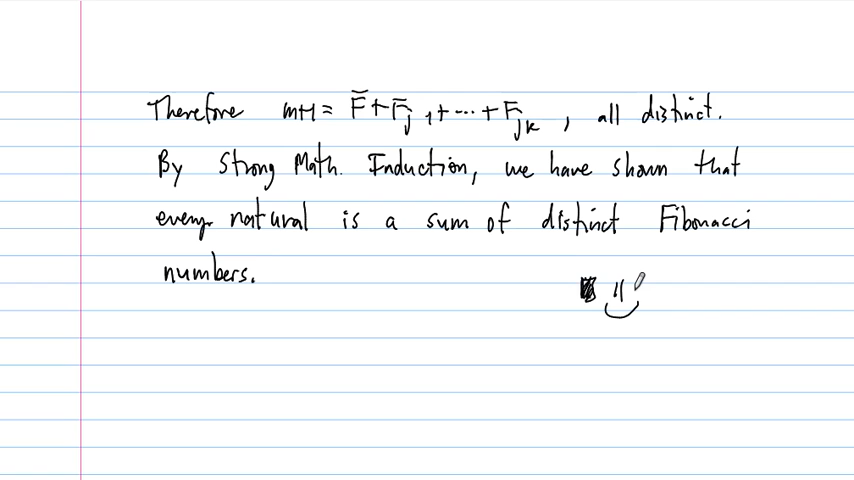 Therefore m+1 = F + F_j1 + ... + F_jk, all distinct.
By Strong Math. Induction, we have shown that
every natural is a sum of distinct Fibonacci
numbers.